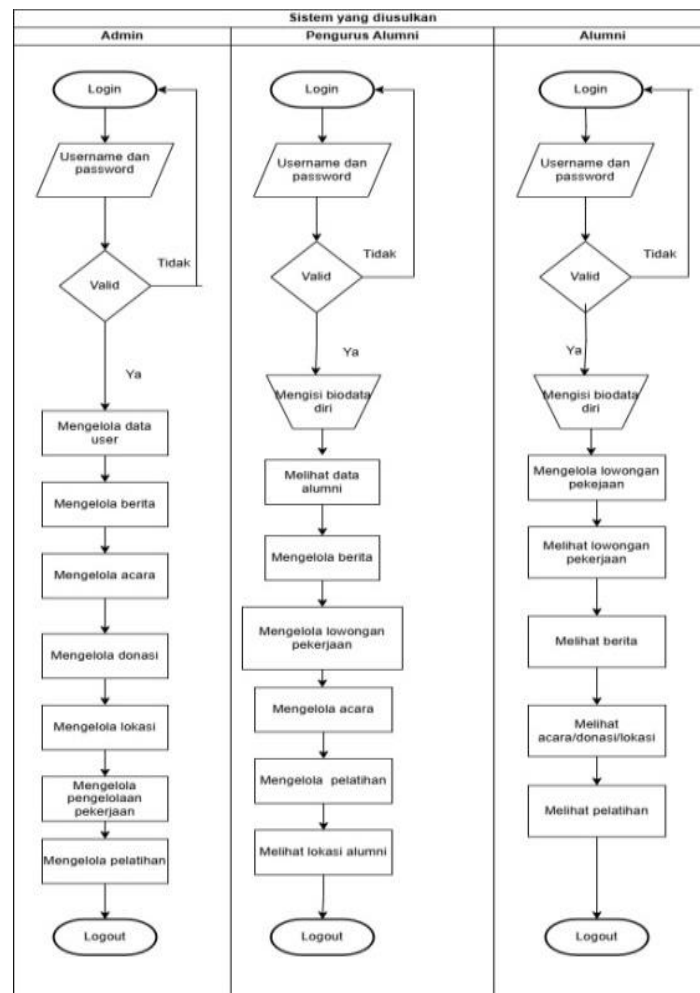 Sistem yang diusulkan
Admin
Pengurus Alumni
Alumni
Login
Username dan
password
Valid
Tidak
Ya
Mengelola data
user
Mengelola berita
Mengelola acara
Mengelola donasi
Mengelola lokasi
Mengelola
pengelolaan
pekerjaan
Mengelola pelatihan
Logout
Login
Username dan
password
Valid
Tidak
Ya
Mengisi biodata
diri
Melihat data
alumni
Mengelola berita
Mengelola lowongan
pekerjaan
Mengelola acara
Mengelola pelatihan
Melihat lokasi alumni
Logout
Login
Username dan
password
Valid
Tidak
Ya
Mengisi biodata
diri
Mengelola lowongan
pekejaan
Melihat lowongan
pekerjaan
Melihat berita
Melihat
acara/donasi/lokasi
Melihat pelatihan
Logout